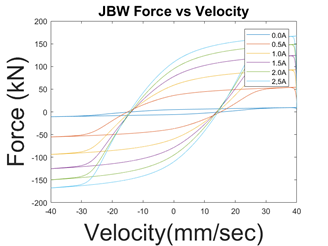 JBW Force vs Velocity
200
150
100
50
0
-50
-100
-150
-200
Force (kN)
0.0A
0.5A
1.0A
1.5A
2.0A
2,5A
-40 -30 -20 -10 0 10 20 30 40
Velocity(mm/sec)